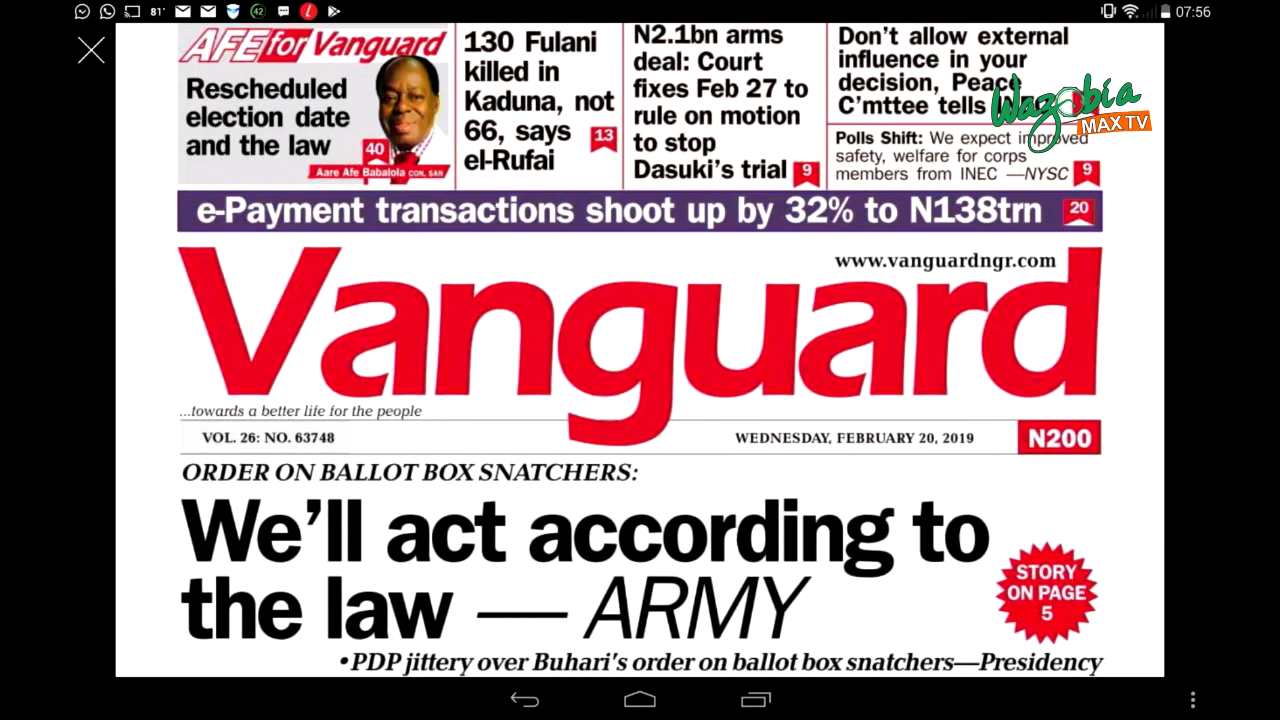 81°
42
07:56
AFE for Vanguard
Rescheduled
election date
and the law
40
Aare Afe Babalola CON, SAN
130 Fulani
killed in
Kaduna, not
66, says
el-Rufai
13
N2.1bn arms
deal: Court
fixes Feb 27 to
rule on motion
to stop
Dasuki's trial
9
Don't allow external
influence in your
decision, Peace
C'mttee tells
Wazobia
MAX TV
Polls Shift: We expect improved
safety, welfare for corps
members from INEC —NYSC
9
e-Payment transactions shoot up by 32% to N138trn
20
www.vanguardngr.com
Vanguard
...towards a better life for the people
VOL. 26: NO. 63748
WEDNESDAY, FEBRUARY 20, 2019
N200
ORDER ON BALLOT BOX SNATCHERS:
We'll act according to
the law — ARMY
STORY
ON PAGE
5
•PDP jittery over Buhari's order on ballot box snatchers—Presidency